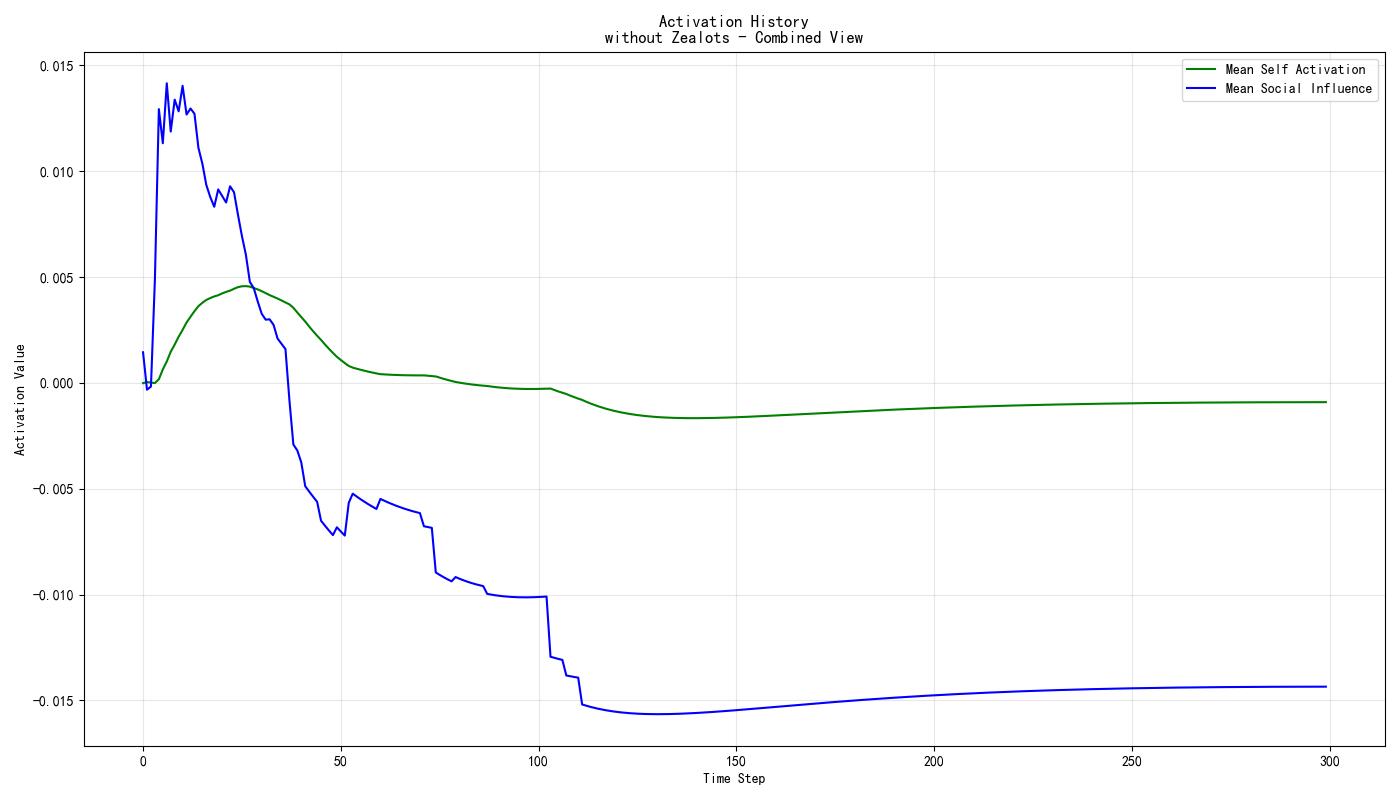 Activation History
without Zealots - Combined View
Mean Self Activation
Mean Social Influence
Activation Value
0.015
0.010
0.005
0.000
-0.005
-0.010
-0.015
0 50 100 150 200 250 300
Time Step